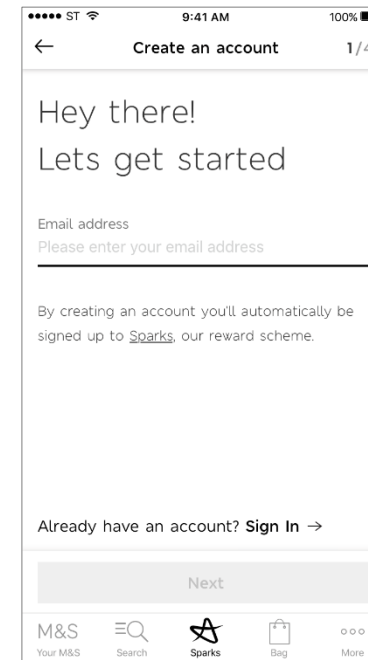 ST 9:41 AM 100%
Create an account 1/4
Hey there!
Lets get started
Email address
Please enter your email address
By creating an account you'll automatically be
signed up to Sparks, our reward scheme.
Already have an account? Sign In →
Next
M&S
Your M&S Search Sparks Bag More